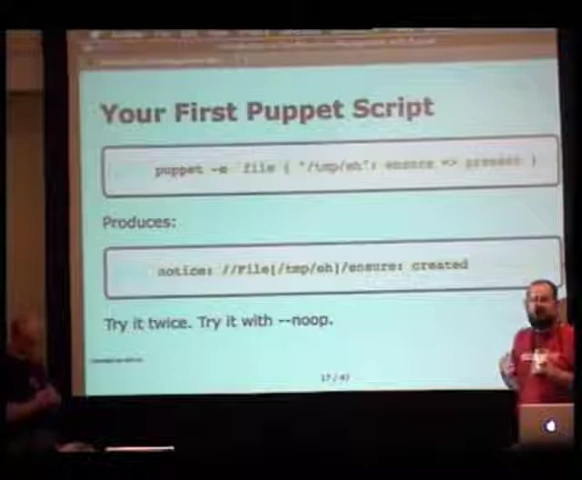 Your First Puppet Script
puppet -e 'file { "/tmp/eh": ensure => present }
Produces:
notice: //File[/tmp/eh]/ensure: created
Try it twice. Try it with --noop.
17 / 47